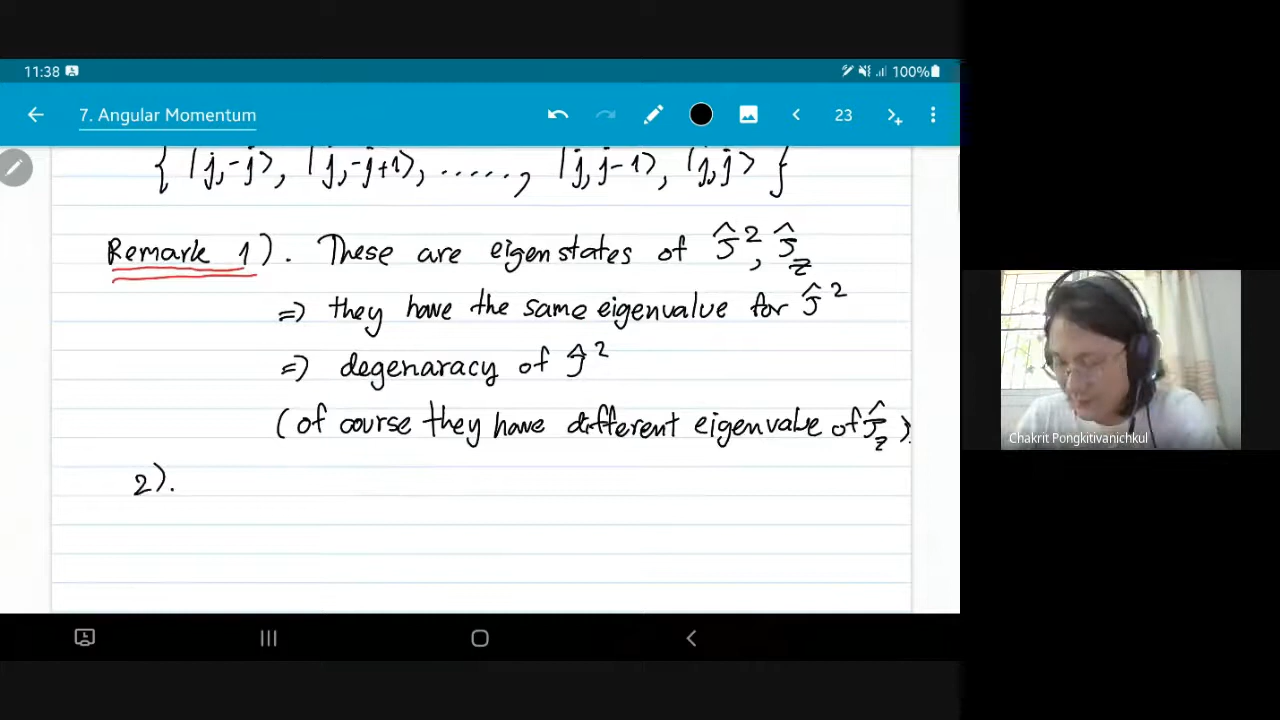 11:38 100%
7. Angular Momentum 23
{ |j,-j>, |j,-j+1>, ....., |j,j-1>, |j,j> }
Remark 1). These are eigenstates of Ĵ², Ĵz
=> they have the same eigenvalue for Ĵ²
=> degenaracy of Ĵ²
(of course they have different eigenvalue of Ĵz).
2).
Chakrit Pongkitivanichkul